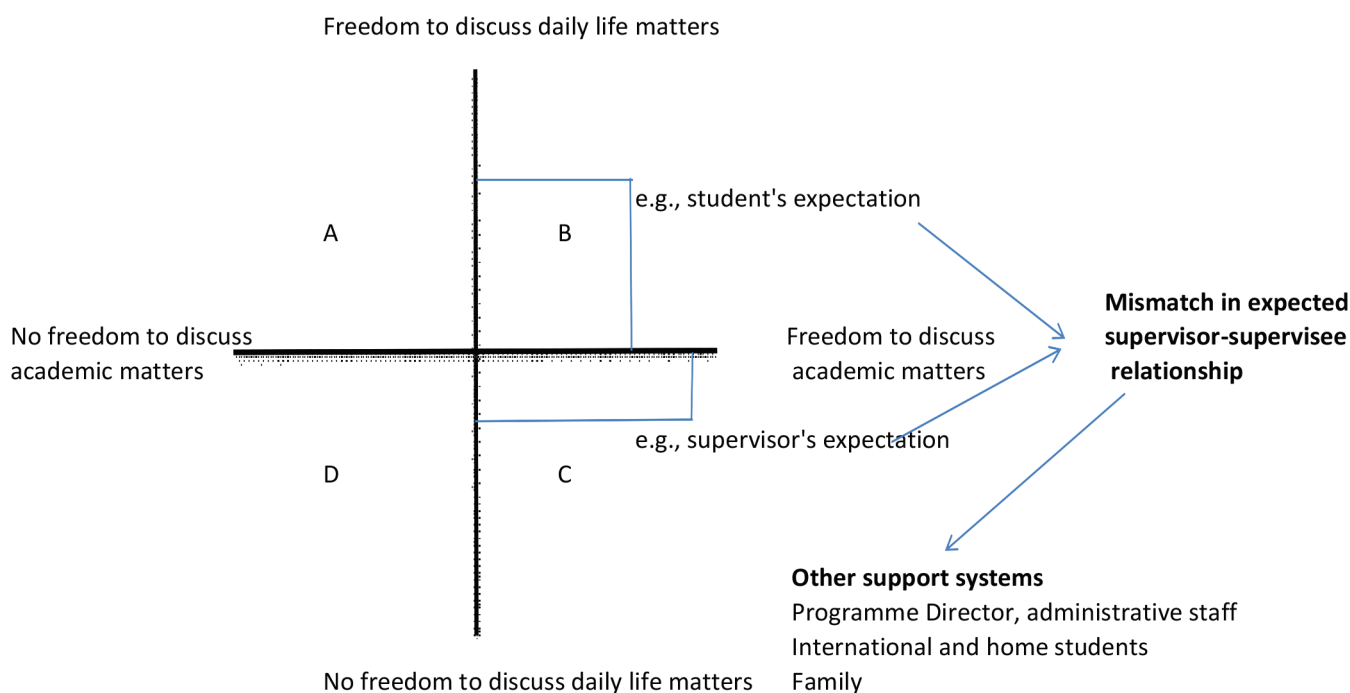 Freedom to discuss daily life matters
e.g., student's expectation
A
B
Mismatch in expected
supervisor-supervisee
relationship
No freedom to discuss
academic matters
Freedom to discuss
academic matters
e.g., supervisor's expectation
D
C
Other support systems
Programme Director, administrative staff
International and home students
Family
No freedom to discuss daily life matters